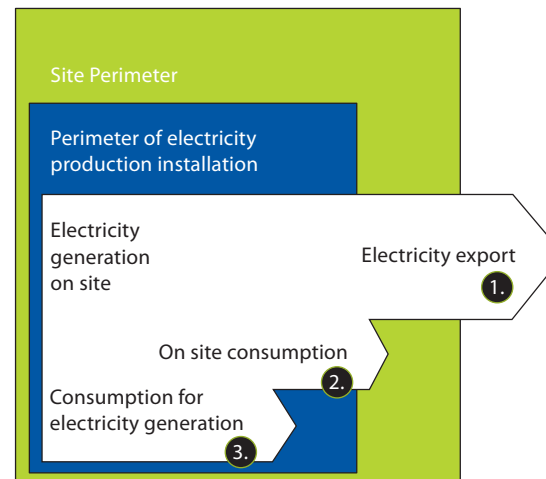 Site Perimeter
Perimeter of electricity
production installation
Electricity
generation
on site
Electricity export
1.
On site consumption
2.
Consumption for
electricity generation
3.